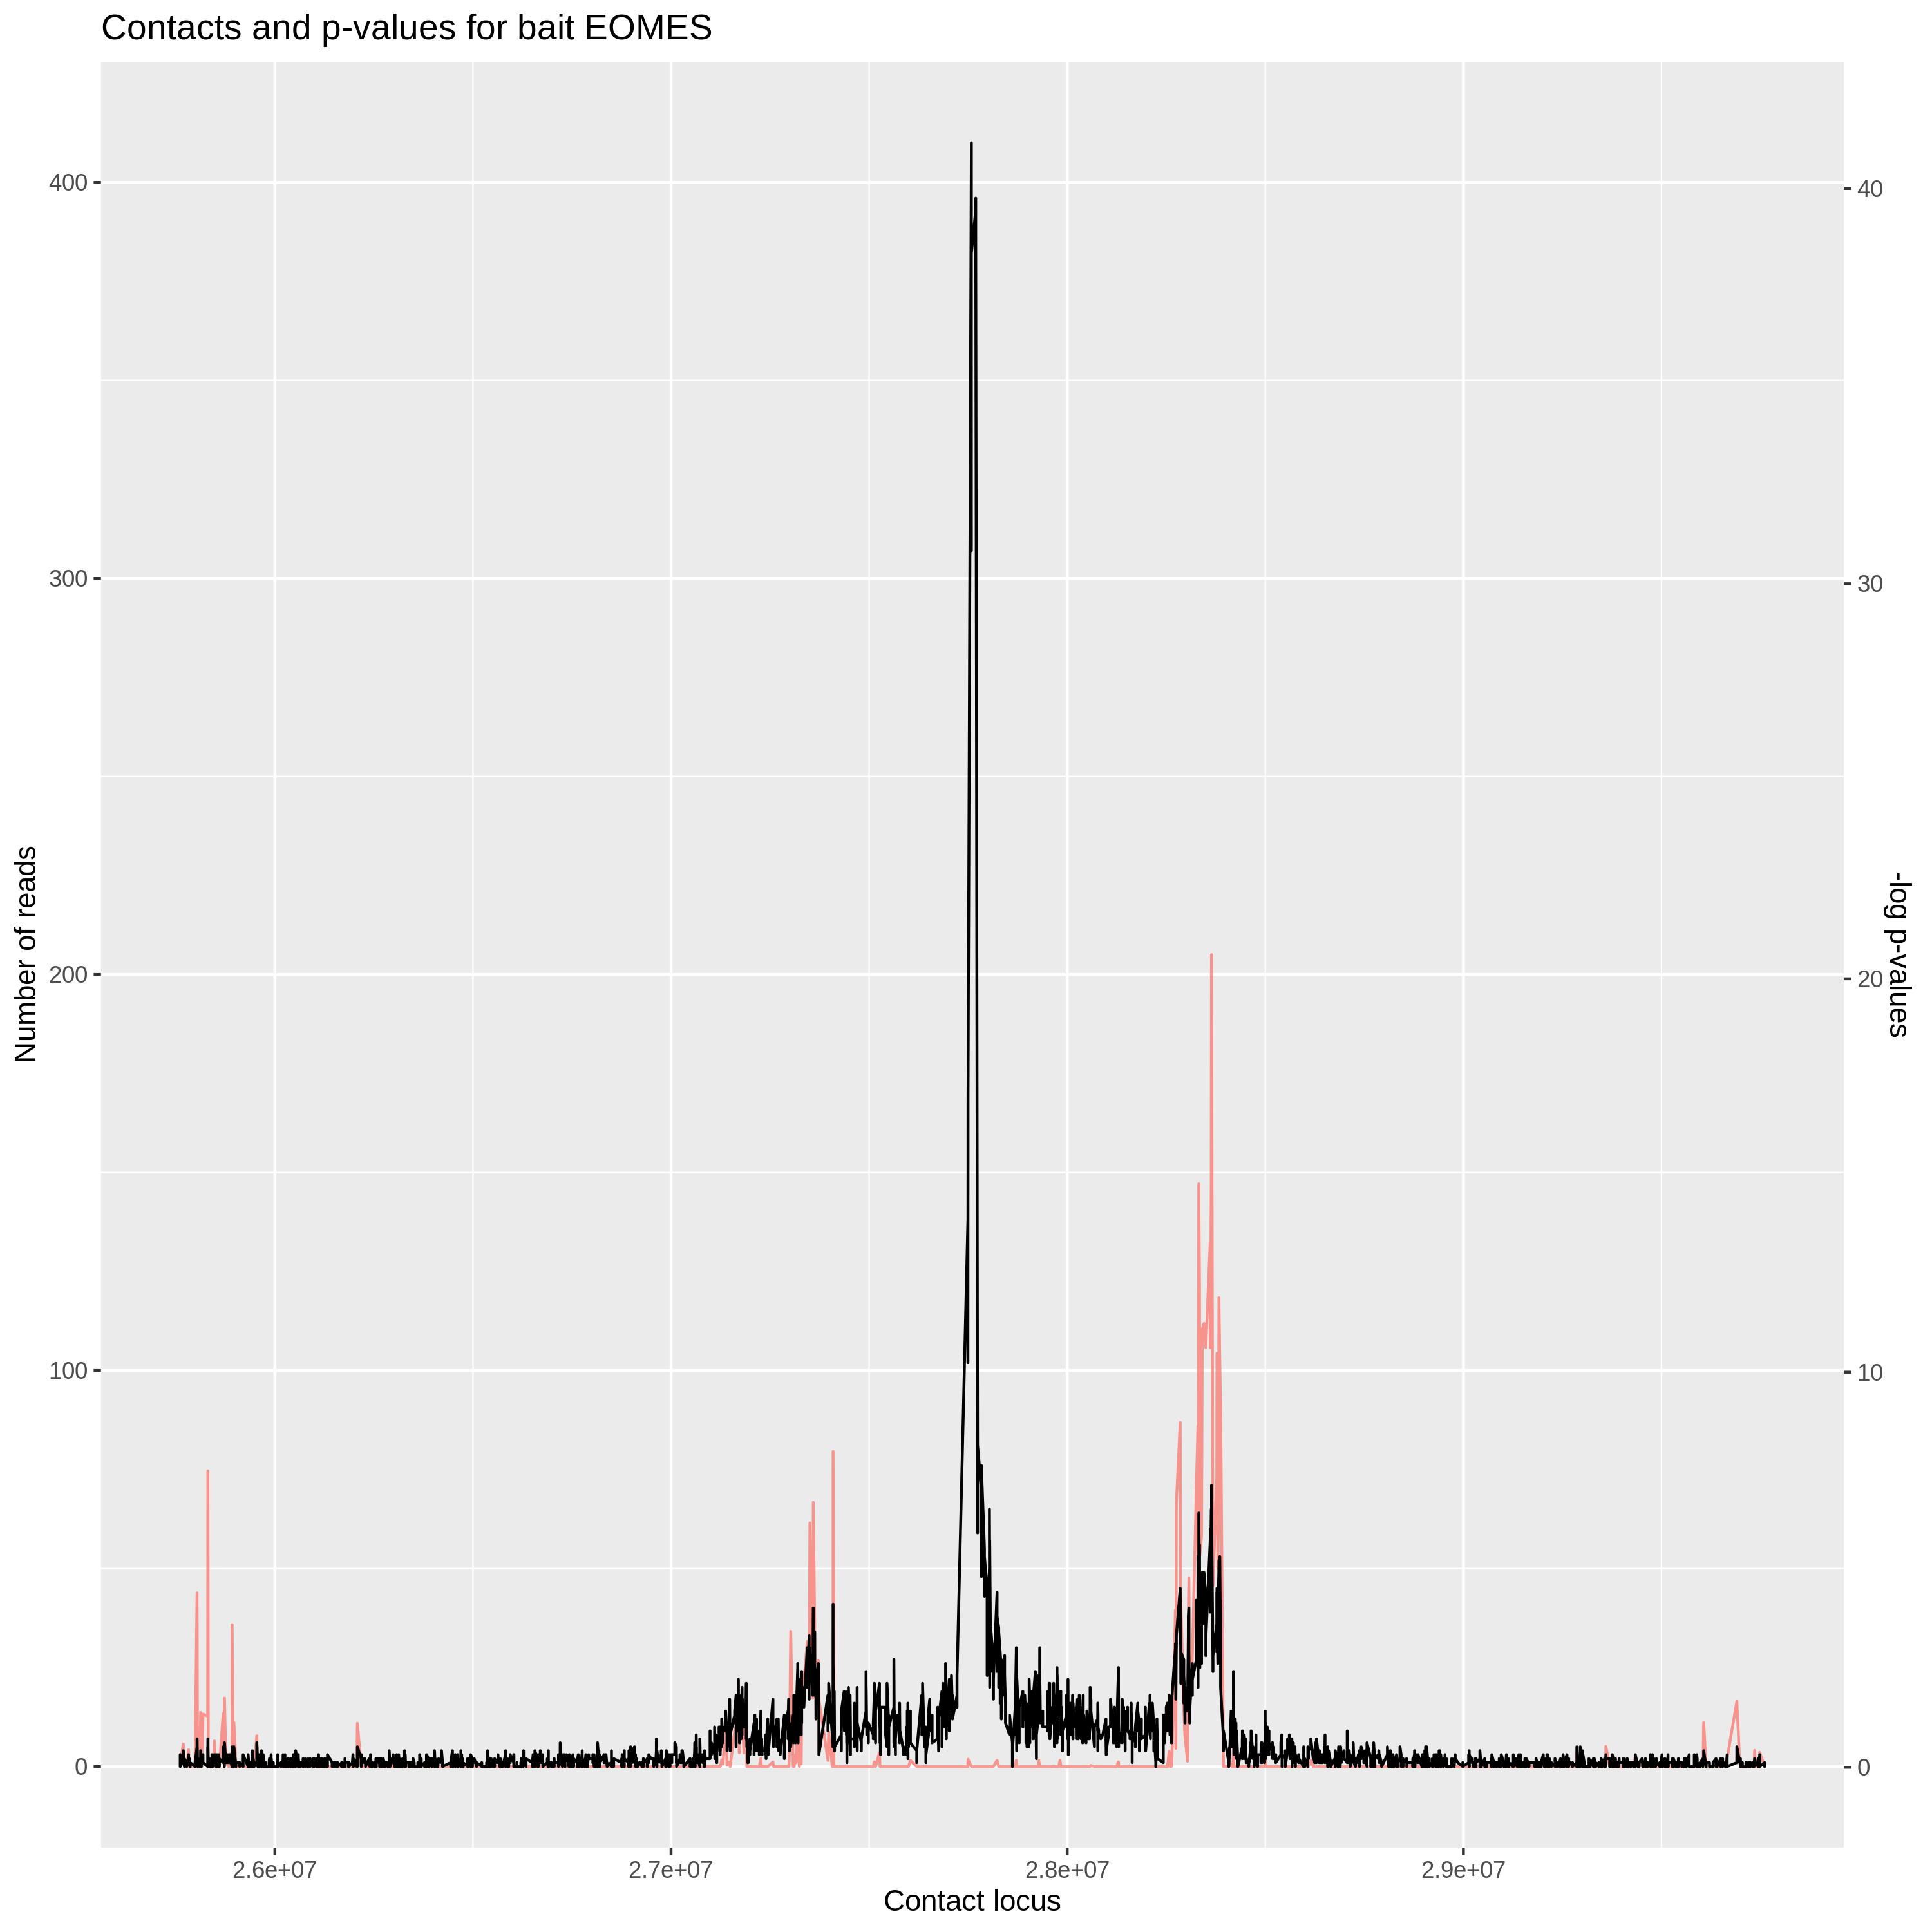 Contacts and p-values for bait EOMES
400
300
200
100
0
Number of reads
40
30
20
10
0
-log p-values
2.6e+07 2.7e+07 2.8e+07 2.9e+07
Contact locus